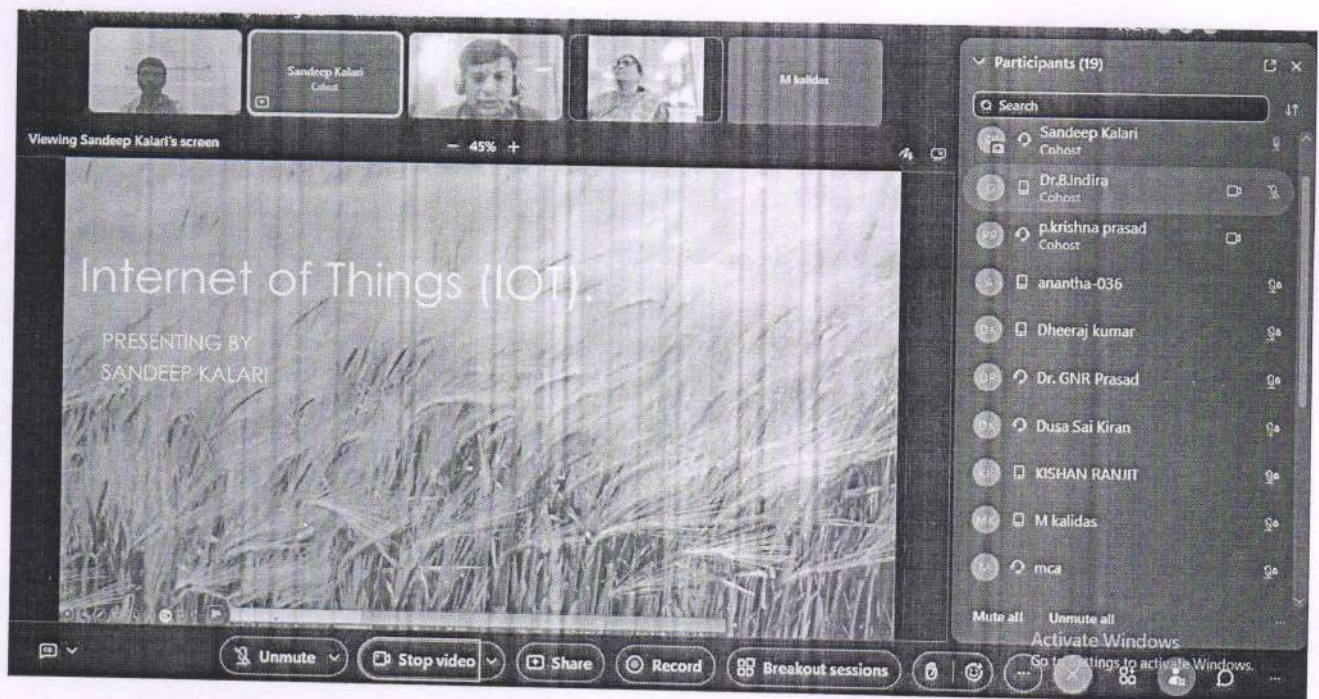 Sandeep Kalari
Cohost
M kalidas
Viewing Sandeep Kalari's screen
45%
Internet of Things (IOT).
PRESENTING BY
SANDEEP KALARI
Participants (19)
Search
Sandeep Kalari
Cohost
Dr.B.Indira
Cohost
p.krishna prasad
Cohost
anantha-036
DK Dheeraj kumar
Dr. GNR Prasad
Dusa Sai Kiran
KISHAN RANJIT
MK M kalidas
mca
Mute all Unmute all
Activate Windows
Go to Settings to activate Windows.
Unmute
Stop video
Share
Record
Breakout sessions